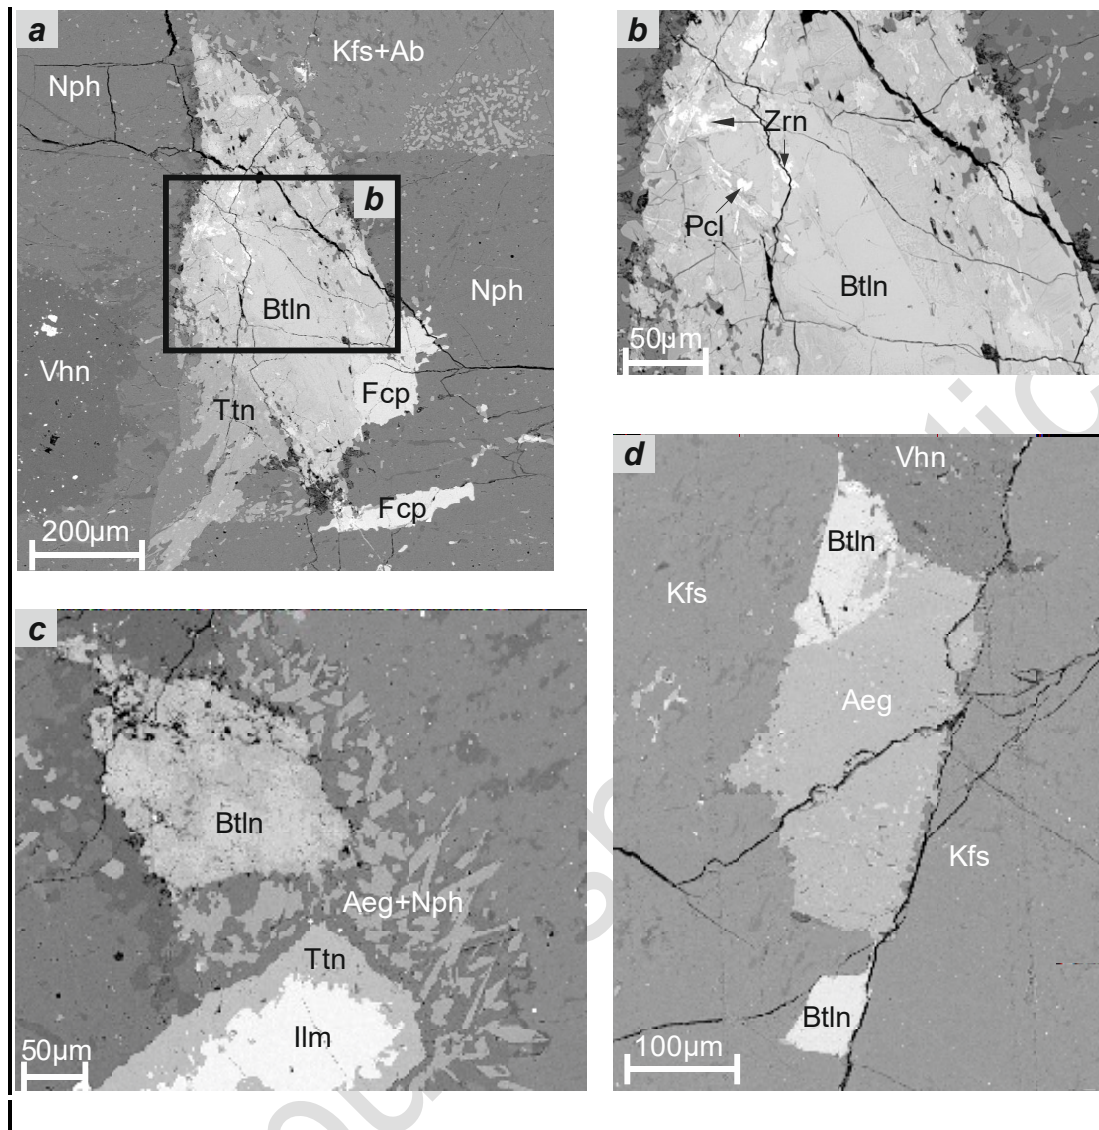 a
Kfs+Ab
Nph
b
Btln
Nph
Vhn
Ttn
Fcp
Fcp
200µm
b
Zrn
Pcl
Btln
50µm
c
Btln
Aeg+Nph
Ttn
Ilm
50µm
d
Vhn
Btln
Kfs
Aeg
Kfs
Btln
100µm